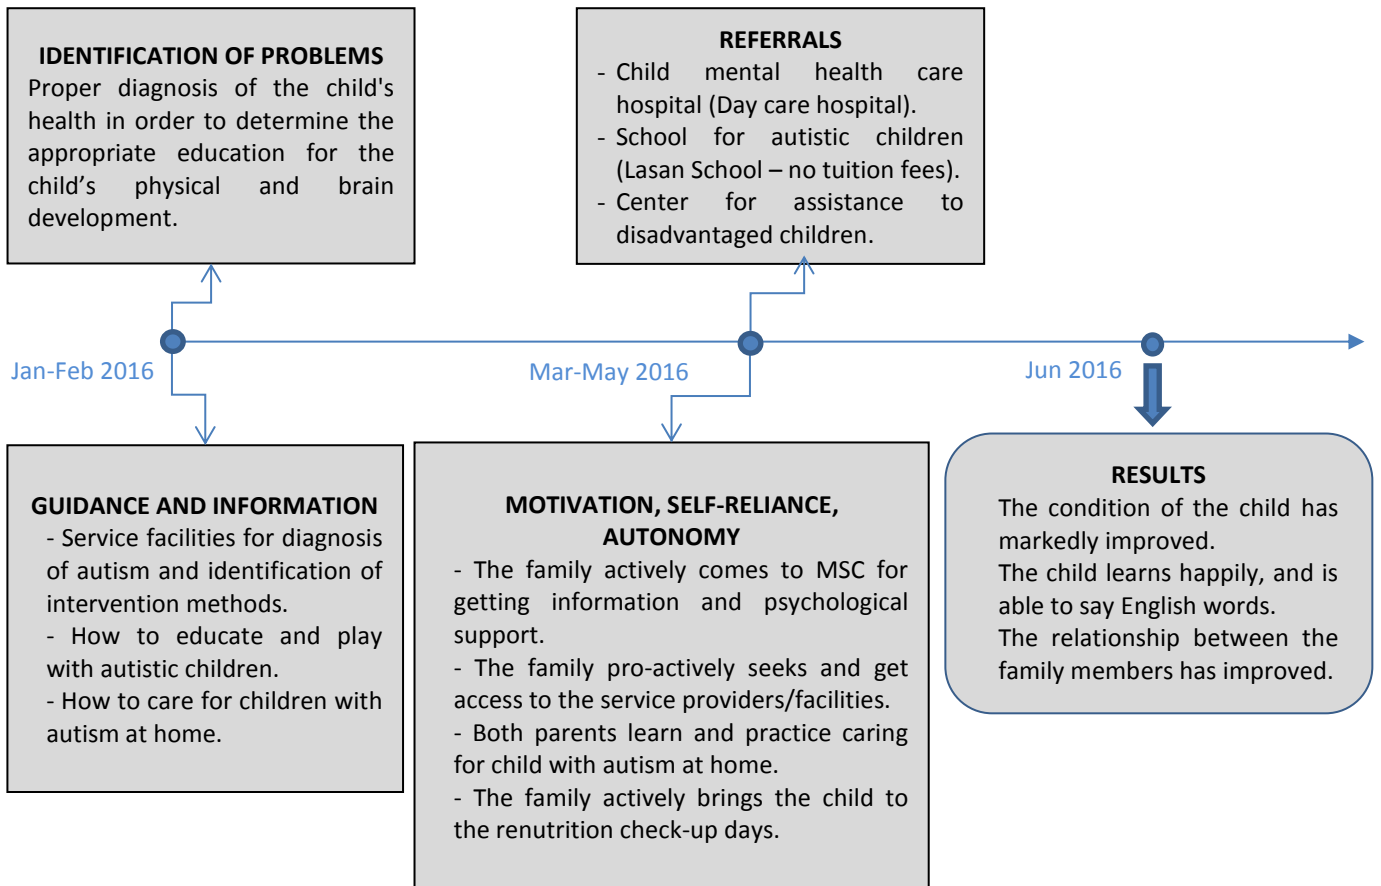 IDENTIFICATION OF PROBLEMS
Proper diagnosis of the child's
health in order to determine the
appropriate education for the
child’s physical and brain
development.
REFERRALS
- Child mental health care
hospital (Day care hospital).
- School for autistic children
(Lasan School – no tuition fees).
- Center for assistance to
disadvantaged children.
Jan-Feb 2016
Mar-May 2016
Jun 2016
GUIDANCE AND INFORMATION
- Service facilities for diagnosis
of autism and identification of
intervention methods.
- How to educate and play
with autistic children.
- How to care for children with
autism at home.
MOTIVATION, SELF-RELIANCE,
AUTONOMY
- The family actively comes to MSC for
getting information and psychological
support.
- The family pro-actively seeks and get
access to the service providers/facilities.
- Both parents learn and practice caring
for child with autism at home.
- The family actively brings the child to
the renutrition check-up days.
RESULTS
The condition of the child has
markedly improved.
The child learns happily, and is
able to say English words.
The relationship between the
family members has improved.